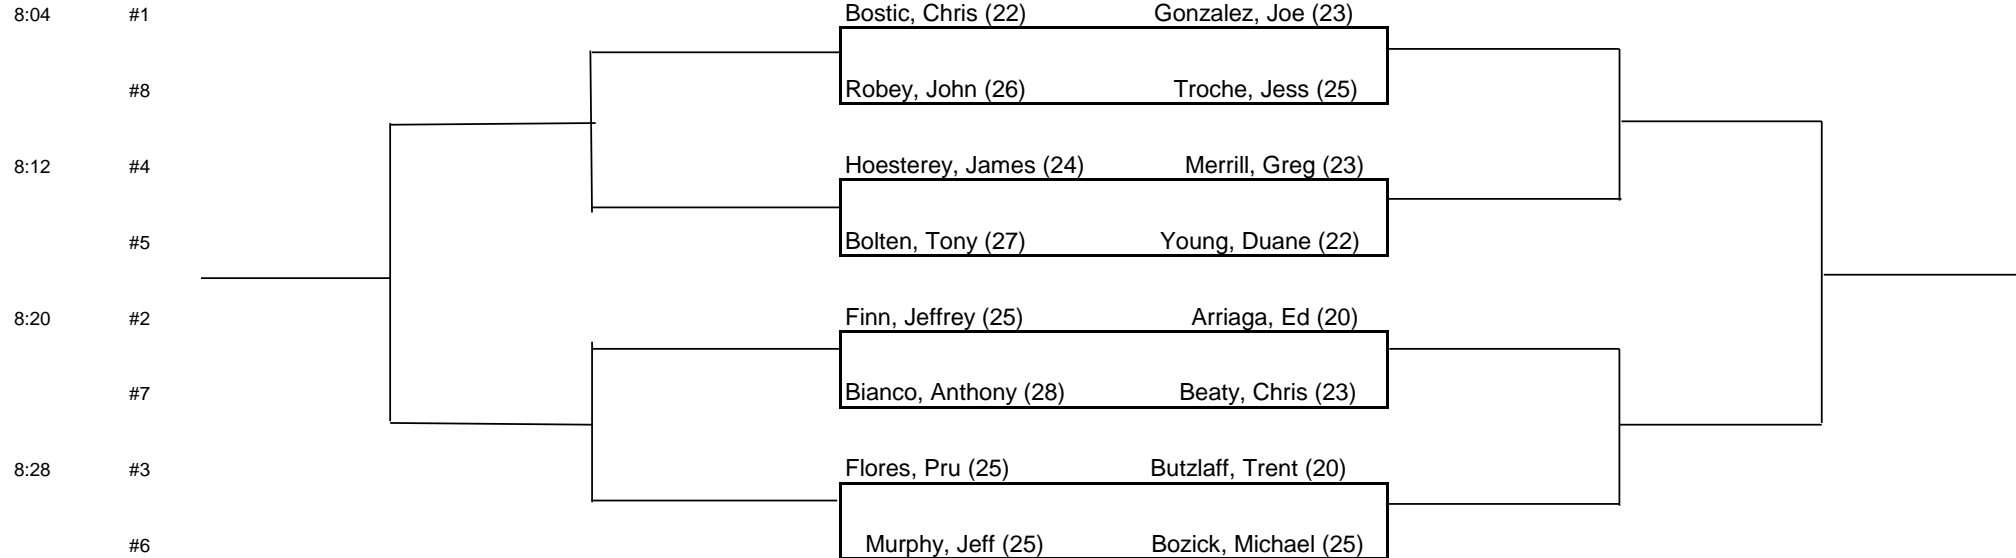 8:04 #1 Bostic, Chris (22) Gonzalez, Joe (23)
#8 Robey, John (26) Troche, Jess (25)
8:12 #4 Hoesterey, James (24) Merrill, Greg (23)
#5 Bolten, Tony (27) Young, Duane (22)
8:20 #2 Finn, Jeffrey (25) Arriaga, Ed (20)
#7 Bianco, Anthony (28) Beaty, Chris (23)
8:28 #3 Flores, Pru (25) Butzlaff, Trent (20)
#6 Murphy, Jeff (25) Bozick, Michael (25)